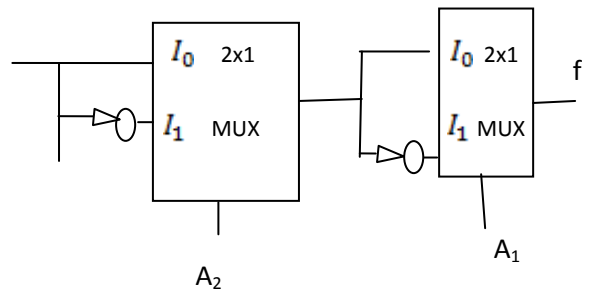 I₀ 2x1
I₁ MUX
A₂
I₀ 2x1
I₁ MUX
A₁
f